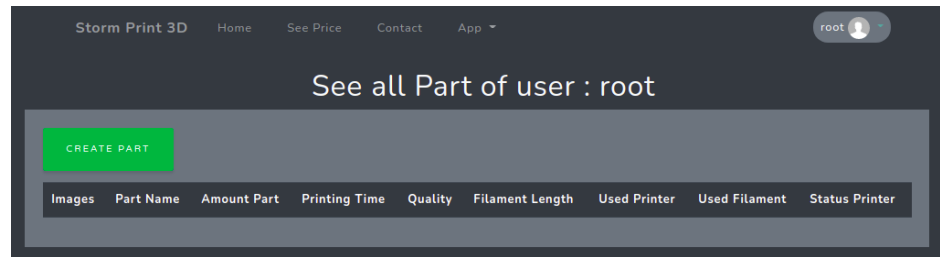 Storm Print 3D Home See Price Contact App root
See all Part of user : root
CREATE PART
Images Part Name Amount Part Printing Time Quality Filament Length Used Printer Used Filament Status Printer